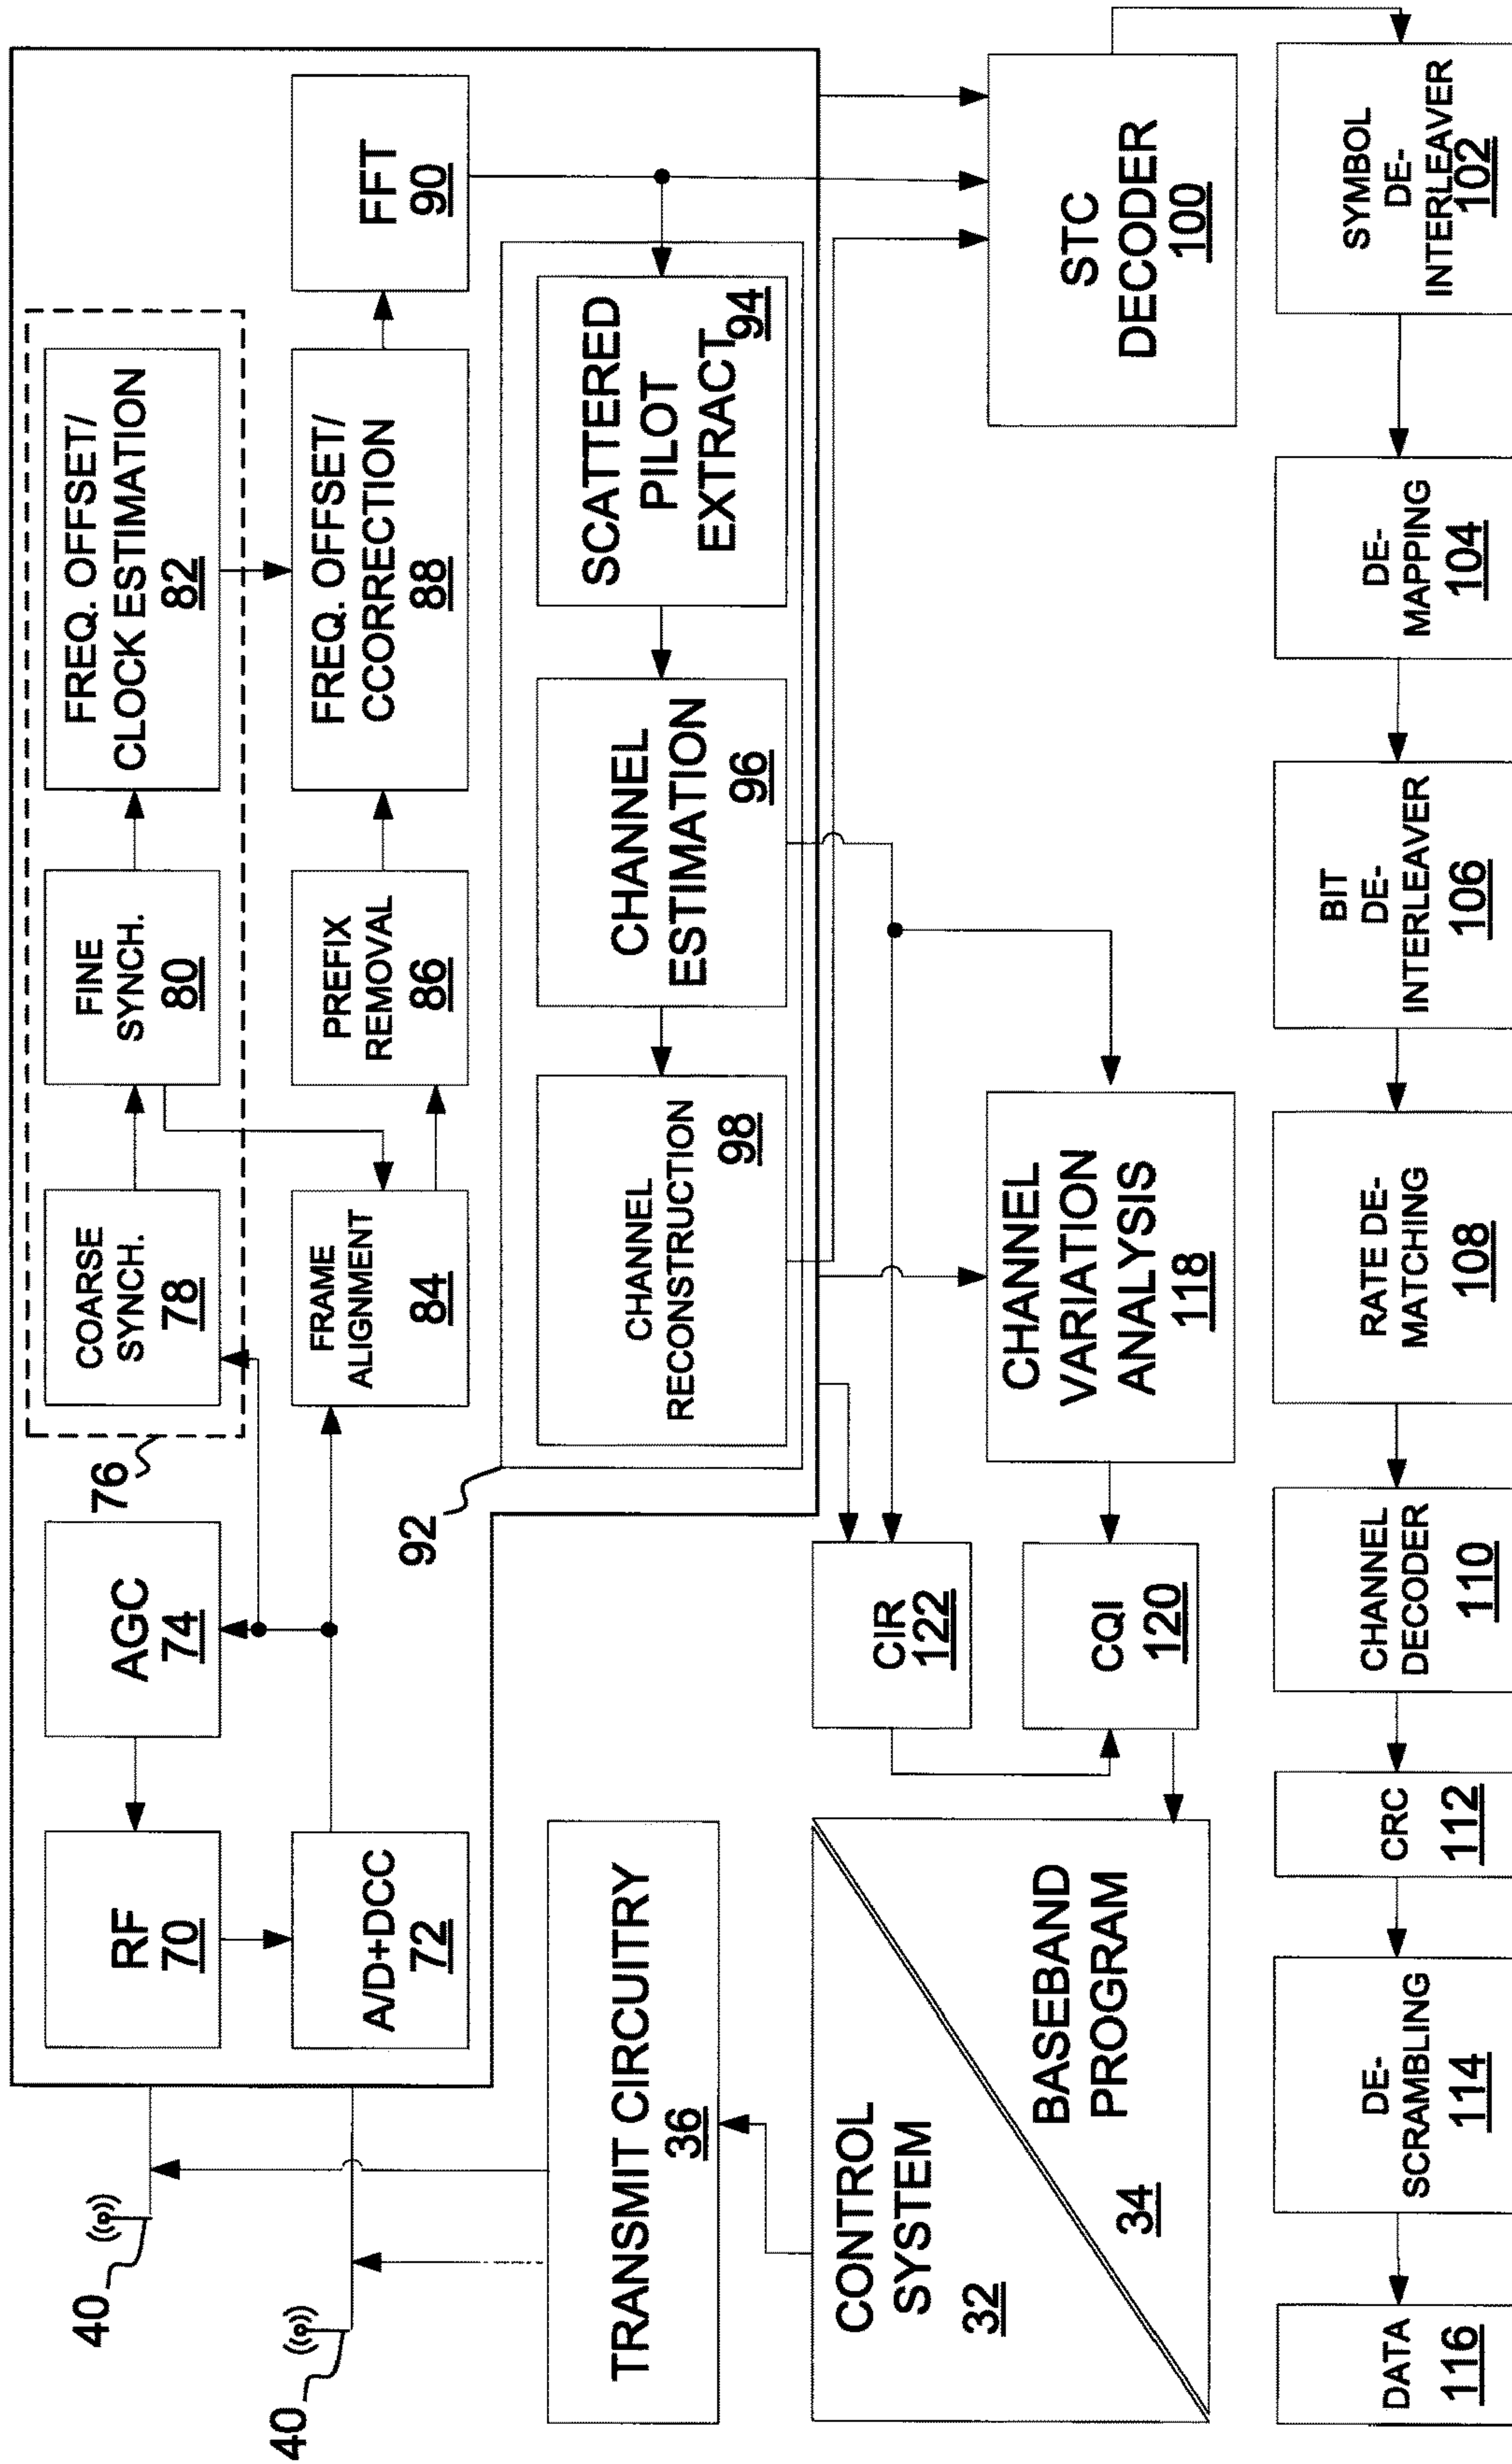 RF
70
AGC
74
76
COARSE
SYNCH.
78
FINE
SYNCH.
80
FREQ. OFFSET/
CLOCK ESTIMATION
82
A/D+DCC
72
FRAME
ALIGNMENT
84
PREFIX
REMOVAL
86
FREQ. OFFSET/
CCORRECTION
88
FFT
90
40
40
92
CHANNEL
RECONSTRUCTION
98
CHANNEL
ESTIMATION
96
SCATTERED
PILOT
EXTRACT
94
TRANSMIT CIRCUITRY
36
CONTROL
SYSTEM
32
BASEBAND
PROGRAM
34
CIR
122
CQI
120
CHANNEL
VARIATION
ANALYSIS
118
STC
DECODER
100
DATA
116
DE-
SCRAMBLING
114
CRC
112
CHANNEL
DECODER
110
RATE DE-
MATCHING
108
BIT
DE-
INTERLEAVER
106
DE-
MAPPING
104
SYMBOL
DE-
INTERLEAVER
102